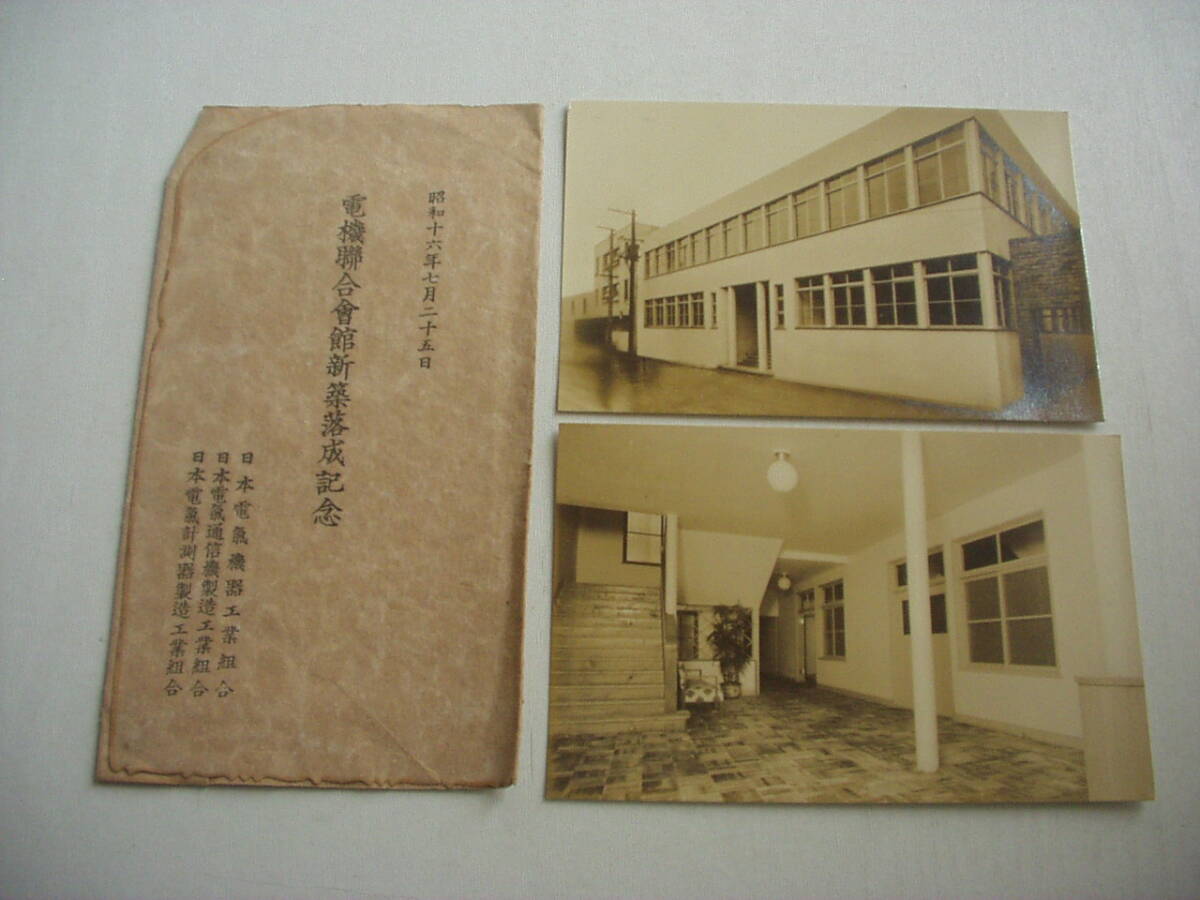 昭和十六年七月二十五日
電機聯合會館新築落成記念
日本電氣機器工業組合
日本電氣通信機製造工業組合
日本電氣計測器製造工業組合